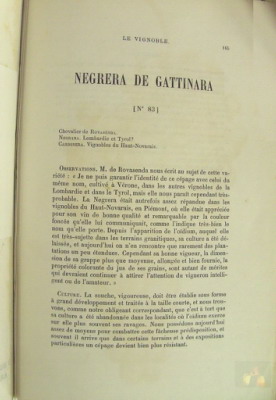 LE VIGNOBLE.
NEGRERA DE GATTINARA
[N° 83]
Chevalier de Rovasenda.
Negrara. Lombardie et Tyrol?
Vignobles du Haut-Novarais.
Observations. M. de Rovasenda nous écrit au sujet de cette va-
riété : « Je ne puis garantir l'identité de ce cépage avec celui du
même nom, cultivé à Vérone, dans les autres vignobles de la
Lombardie et dans le Tyrol, mais elle nous paraît cependant très-
probable. La Negrera était autrefois assez répandue dans les
vignobles du Haut-Novarais, en Piémont, où elle était appréciée
pour son vin de bonne qualité et remarquable par la couleur
foncée qu'elle lui communiquait, comme l'indique très-bien le
nom qu'elle porte. Depuis l'apparition de l'oïdium, auquel elle
est très-sujette dans les terrains granitiques, sa culture a été dé-
laissée, et aujourd'hui on n'en rencontre que rarement des plan-
tations un peu étendues. Cependant sa bonne vigueur, la dimen-
sion de sa grappe plus que moyenne, allongée et bien fournie, la
propriété colorante du jus de ses grains, sont autant de mérites
qui devraient continuer à attirer l'attention du vigneron intelli-
gent ou de l'amateur. »
Culture. La souche, vigoureuse, doit être établie sous forme
à grand développement et traitée à la taille courte, et nous trou-
vons, comme notre obligeant correspondant, que c'est à tort que
sa culture a été abandonnée dans les localités où l'oïdium exerce
sur elle plus souvent ses ravages. Nous possédons aujourd'hui
assez de moyens pour combattre cette fâcheuse prédisposition, et
souvent il arrive que dans certains terrains et à des expositions
particulières un cépage devient bien plus résistant.